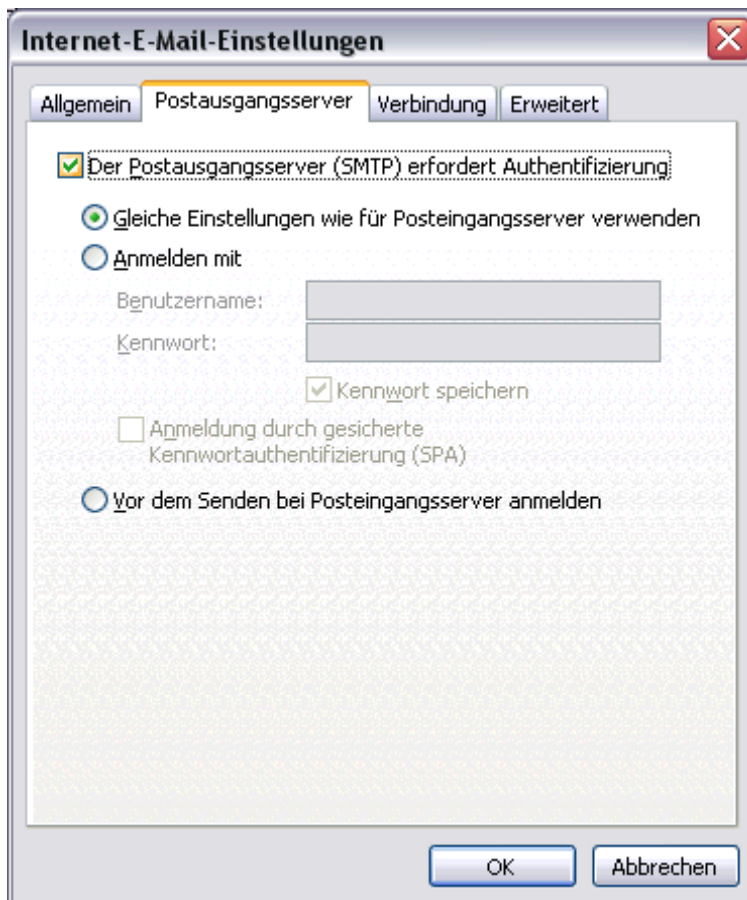 Internet-E-Mail-Einstellungen
Allgemein Postausgangsserver Verbindung Erweitert
Der Postausgangsserver (SMTP) erfordert Authentifizierung
Gleiche Einstellungen wie für Posteingangsserver verwenden
Anmelden mit
Benutzername:
Kennwort:
Kennwort speichern
Anmeldung durch gesicherte
Kennwortauthentifizierung (SPA)
Vor dem Senden bei Posteingangsserver anmelden
OK Abbrechen